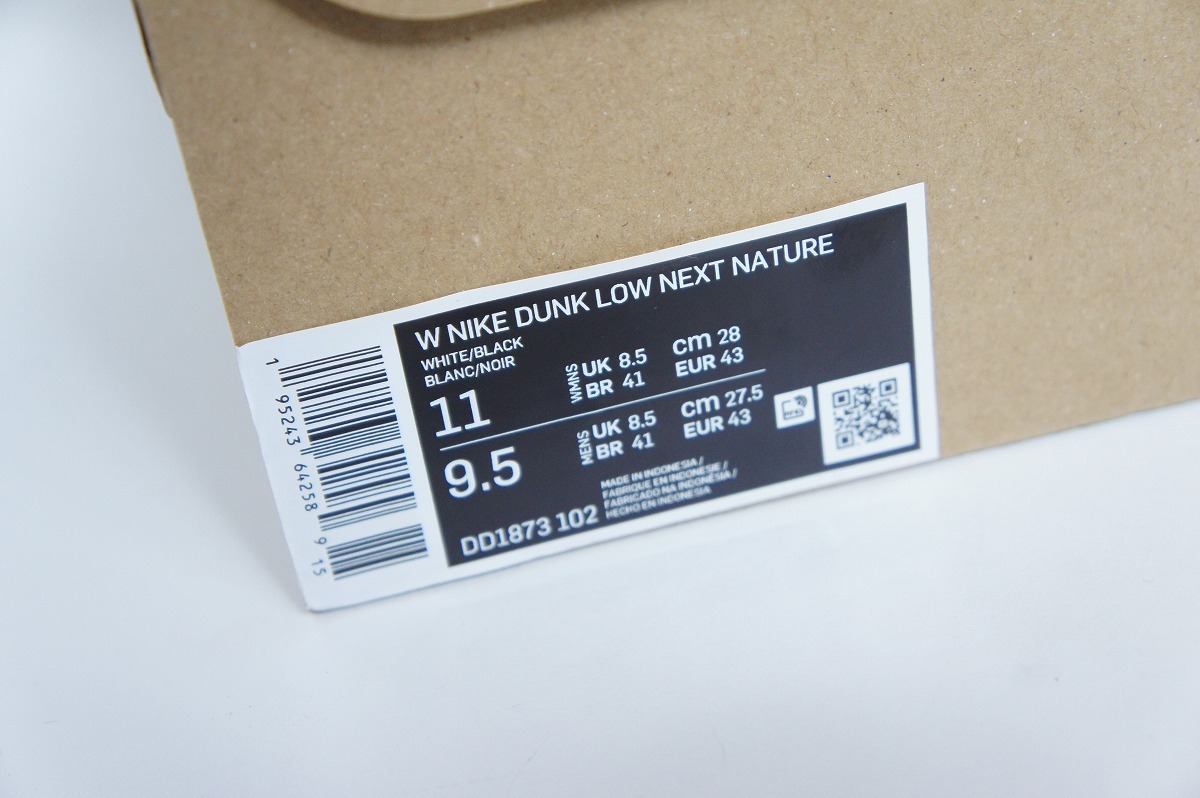 W NIKE DUNK LOW NEXT NATURE
WHITE/BLACK
BLANC/NOIR
11
WMNS
UK 8.5
BR 41
cm 28
EUR 43
9.5
MENS
UK 8.5
BR 41
cm 27.5
EUR 43
DD1873 102
MADE IN INDONESIA /
FABRIQUE EN INDONESIE /
FABRICADO NA INDONÉSIA /
HECHO EN INDONESIA
1 95243 64258 9 15